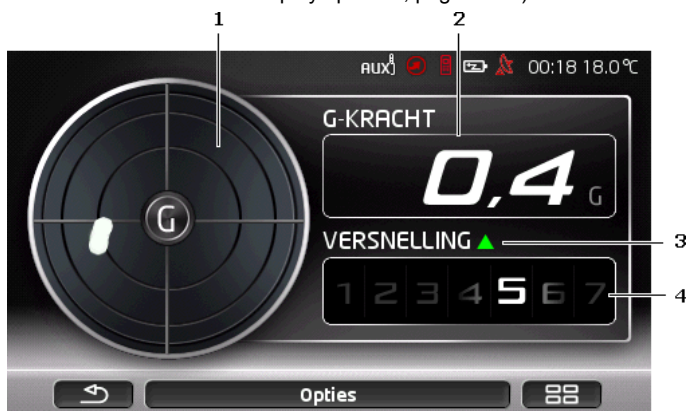 1 2
AUX 00:18 18.0°C
G-KRACHT
G
0,4 G
VERSNELLING 3
1 2 3 4 5 6 7 4
Opties